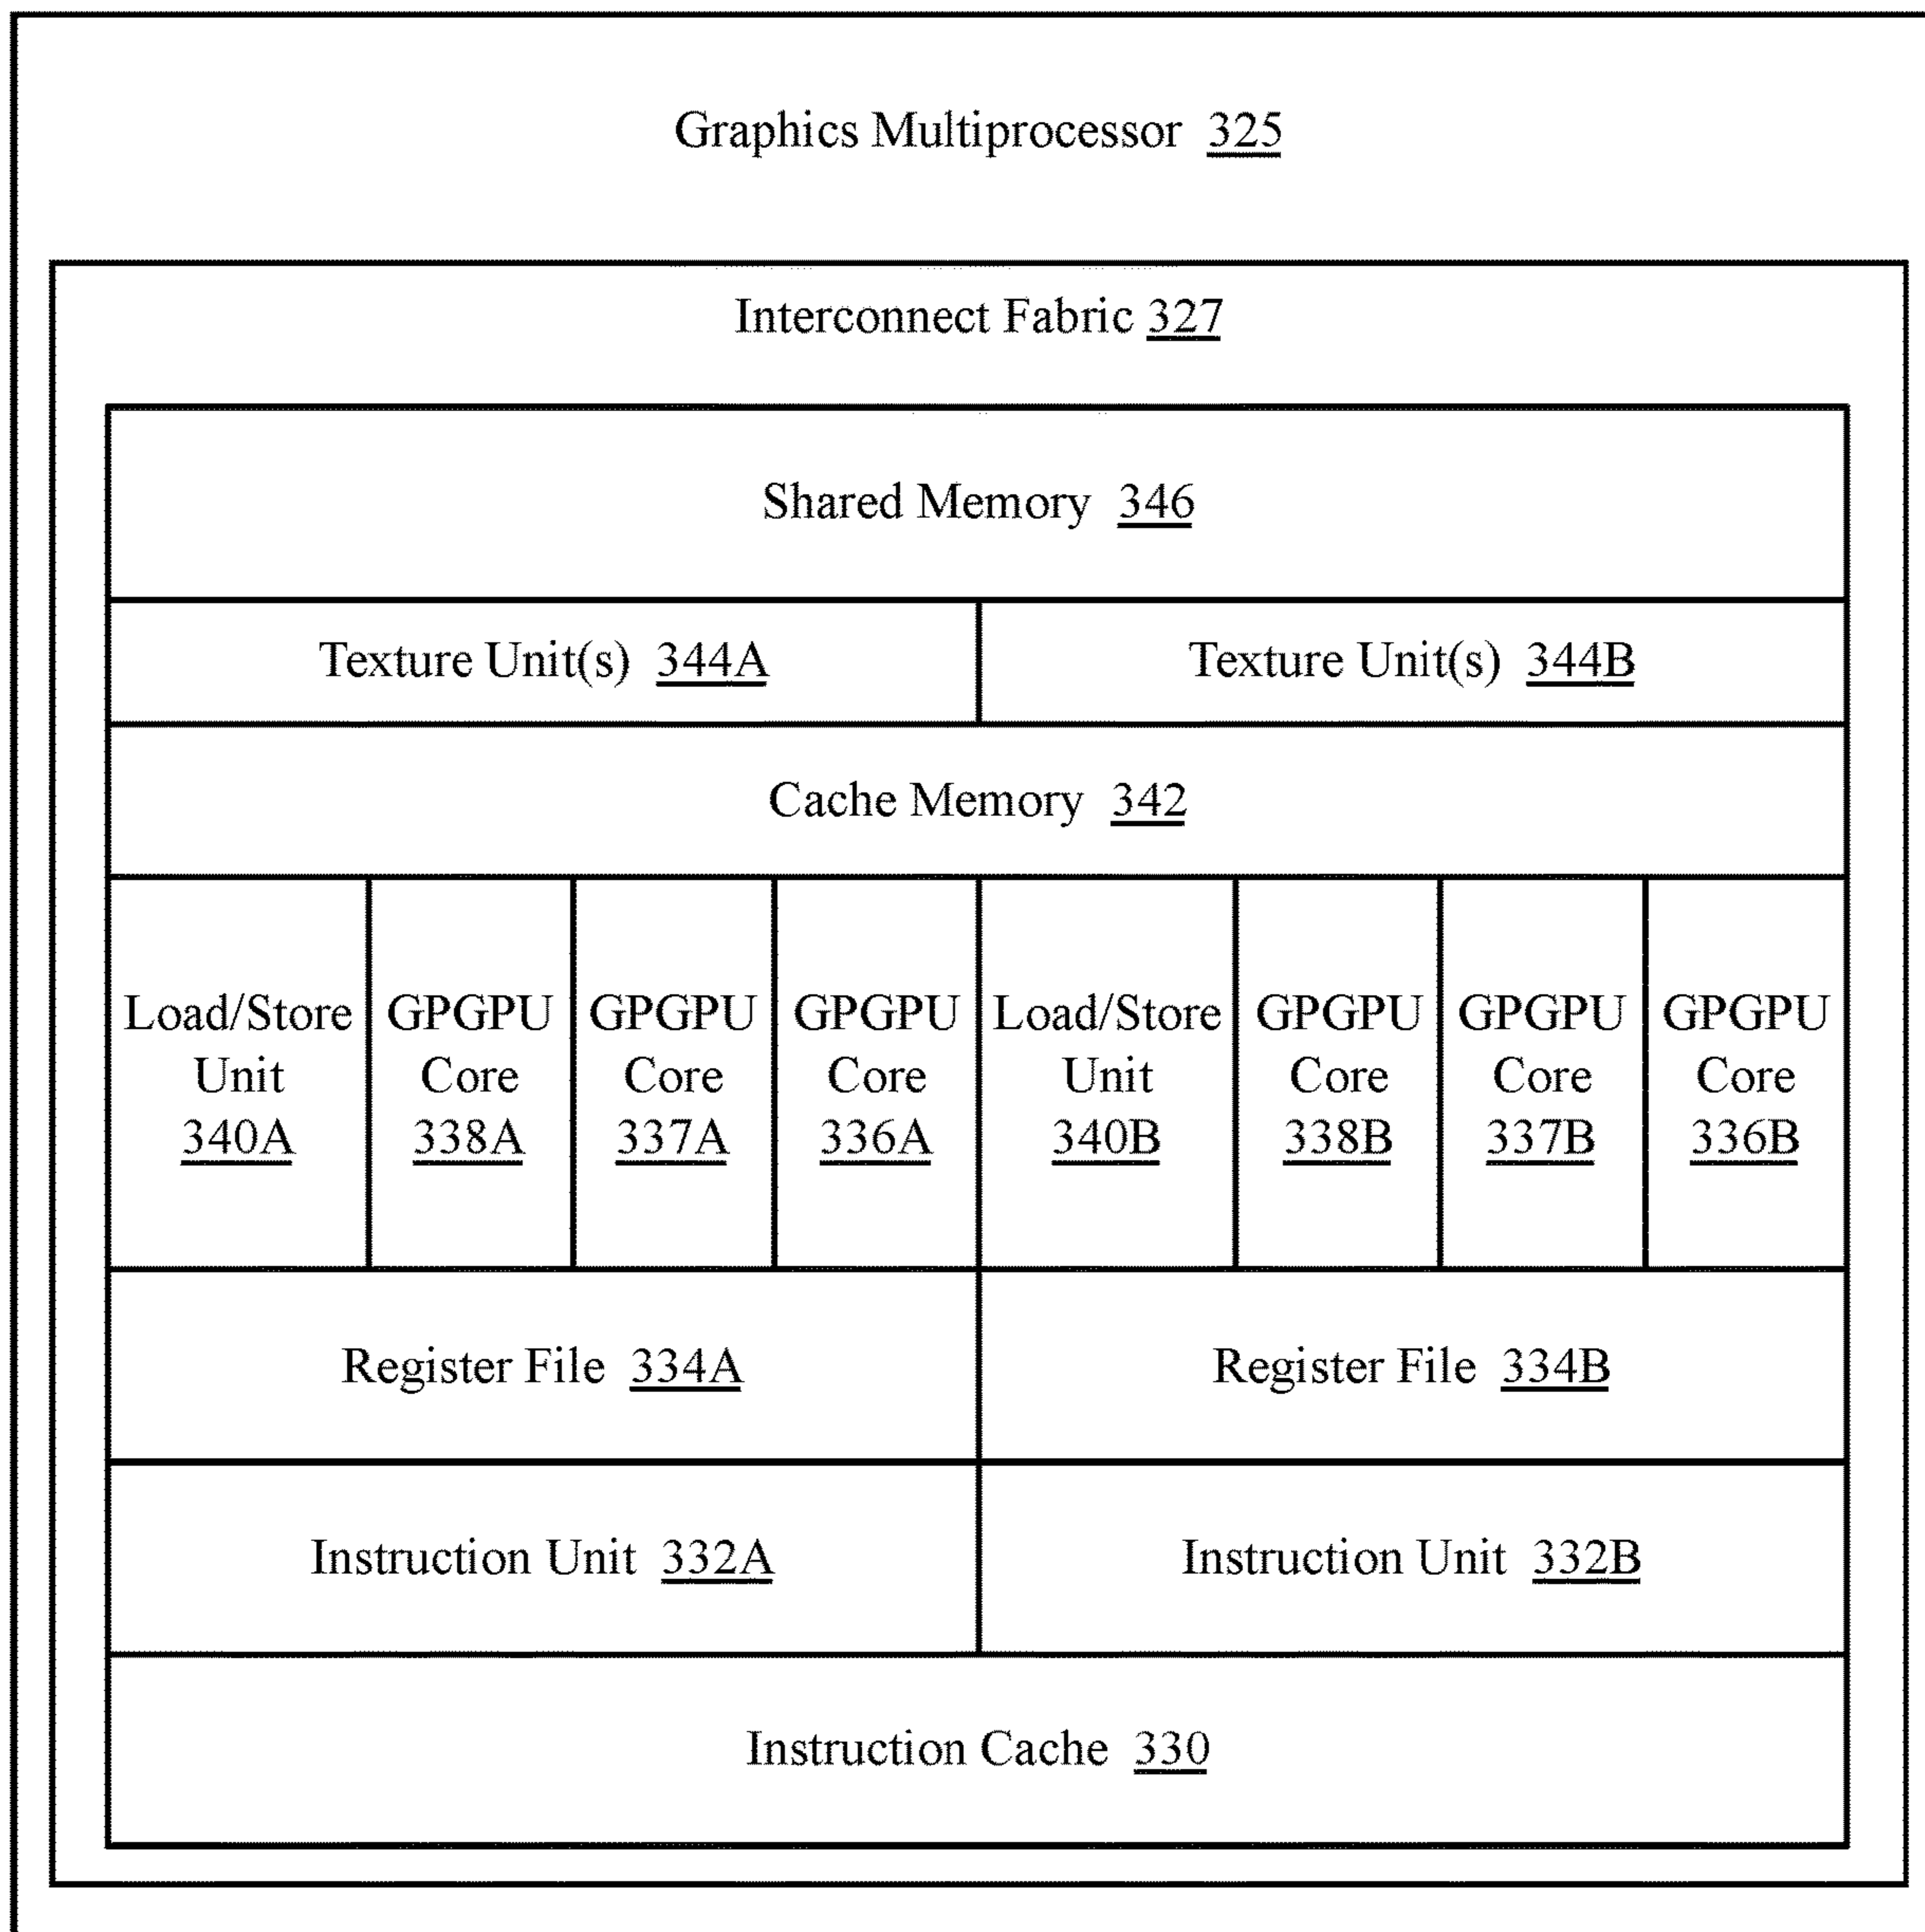 Graphics Multiprocessor 325
Interconnect Fabric 327
Shared Memory 346
Texture Unit(s) 344A
Texture Unit(s) 344B
Cache Memory 342
Load/Store
Unit
340A
GPGPU
Core
338A
GPGPU
Core
337A
GPGPU
Core
336A
Load/Store
Unit
340B
GPGPU
Core
338B
GPGPU
Core
337B
GPGPU
Core
336B
Register File 334A
Register File 334B
Instruction Unit 332A
Instruction Unit 332B
Instruction Cache 330